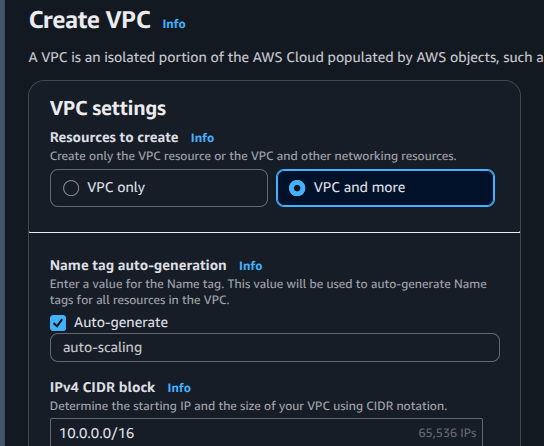 Create VPC Info
A VPC is an isolated portion of the AWS Cloud populated by AWS objects, such a
VPC settings
Resources to create Info
Create only the VPC resource or the VPC and other networking resources.
VPC only
VPC and more
Name tag auto-generation Info
Enter a value for the Name tag. This value will be used to auto-generate Name
tags for all resources in the VPC.
Auto-generate
auto-scaling
IPv4 CIDR block Info
Determine the starting IP and the size of your VPC using CIDR notation.
10.0.0.0/16 65,536 IPs